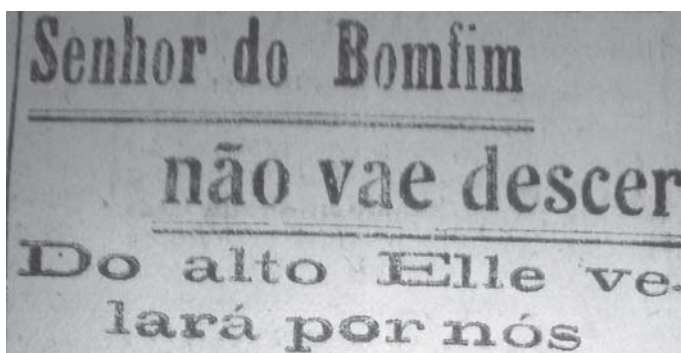 Senhor do Bomfim
não vae descer
Do alto Elle ve-
lará por nós